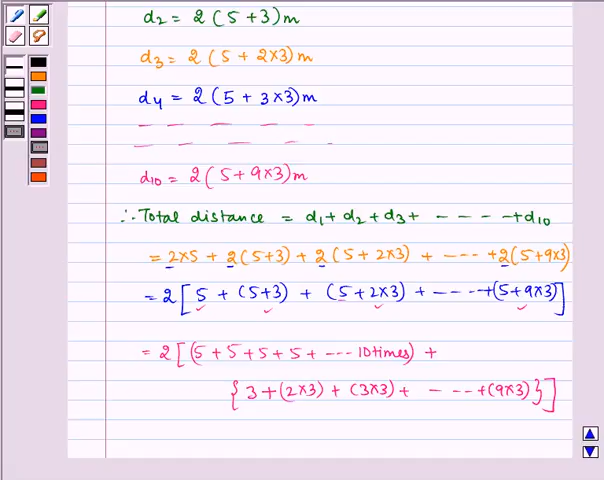 d2 = 2 (5 + 3) m
d3 = 2 (5 + 2×3) m
d4 = 2 (5 + 3×3) m
d10 = 2 (5 + 9×3) m
∴ Total distance = d1 + d2 + d3 + - - - - - + d10
= 2×5 + 2 (5+3) + 2 (5 + 2×3) + - - - - + 2 (5+9×3)
= 2 [ 5 + (5+3) + (5 + 2×3) + - - - - + (5+9×3) ]
= 2 [ (5 + 5 + 5 + 5 + - - - 10 times) +
{ 3 + (2×3) + (3×3) + - - - - + (9×3) } ]